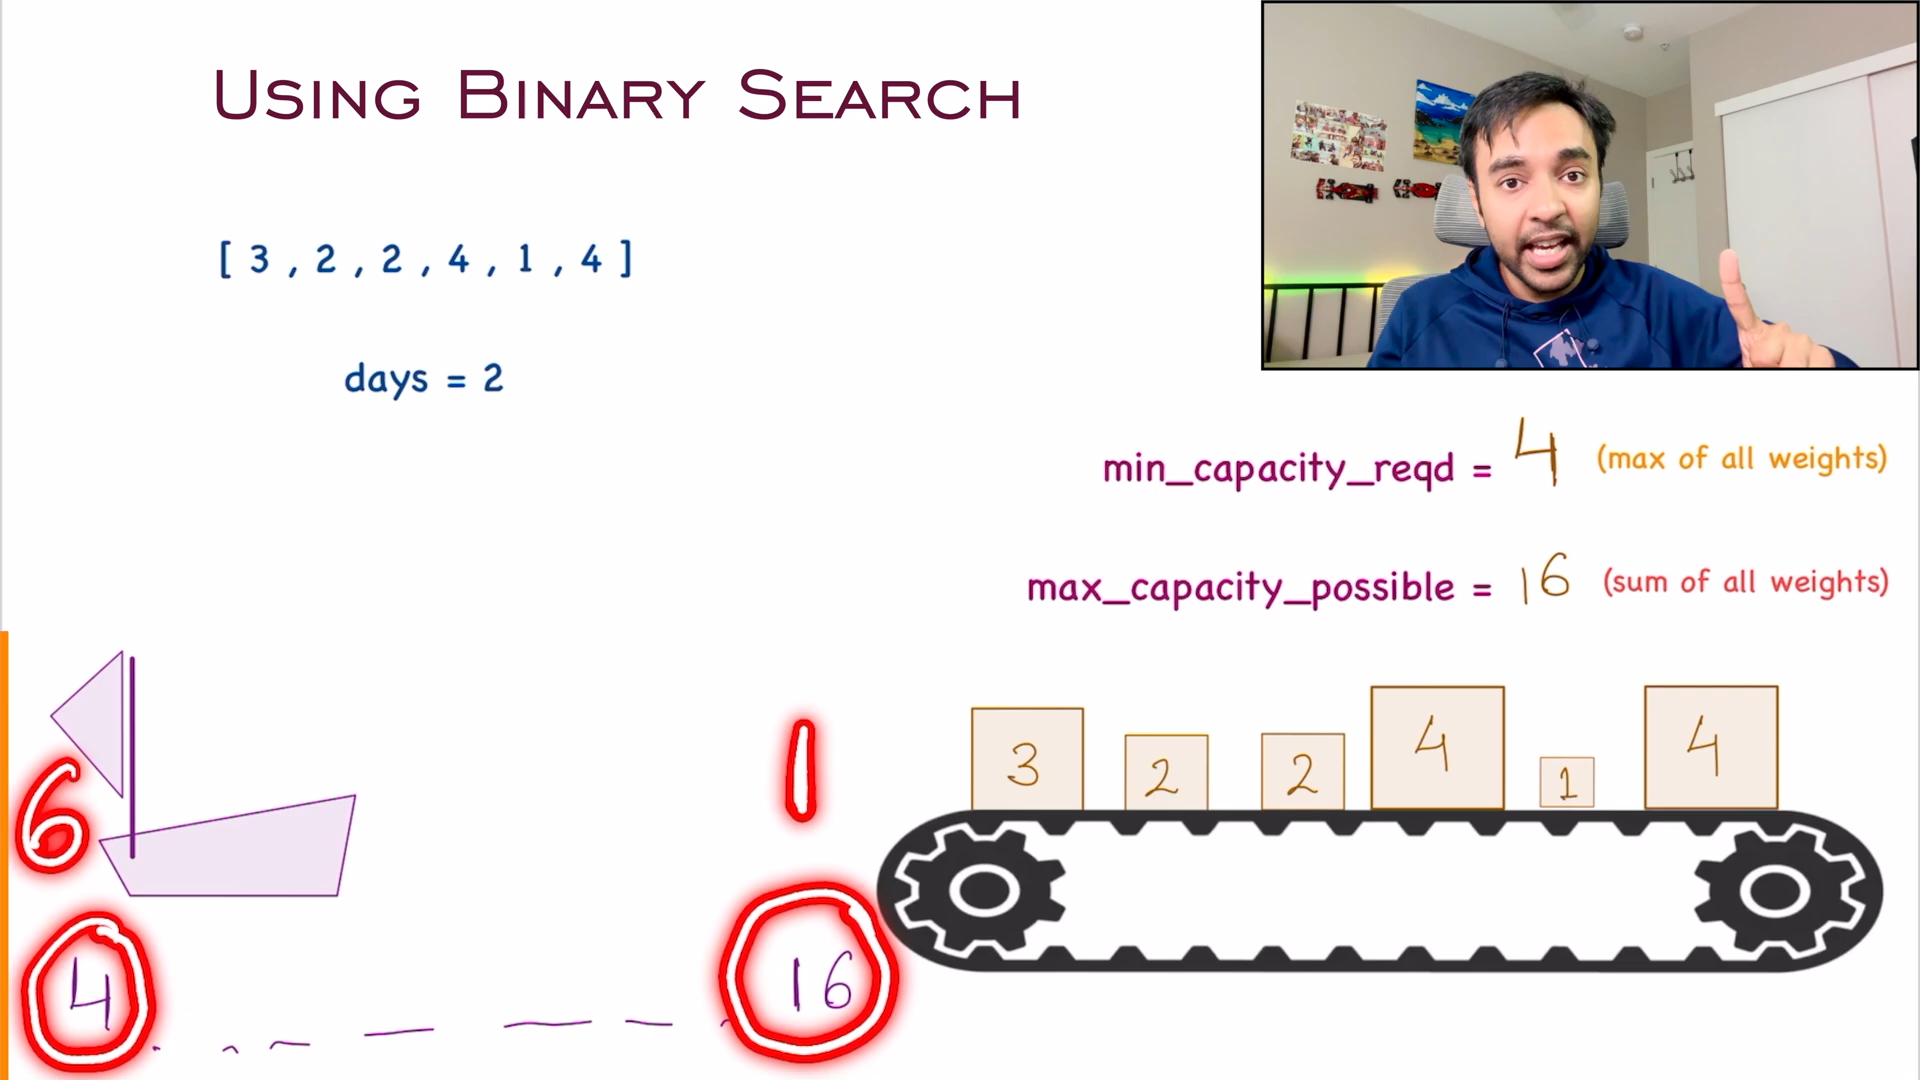 USING BINARY SEARCH
[ 3 , 2 , 2 , 4 , 1 , 4 ]
days = 2
min_capacity_reqd = 4 (max of all weights)
max_capacity_possible = 16 (sum of all weights)
3 2 2 4 1 4
6 1
4 16